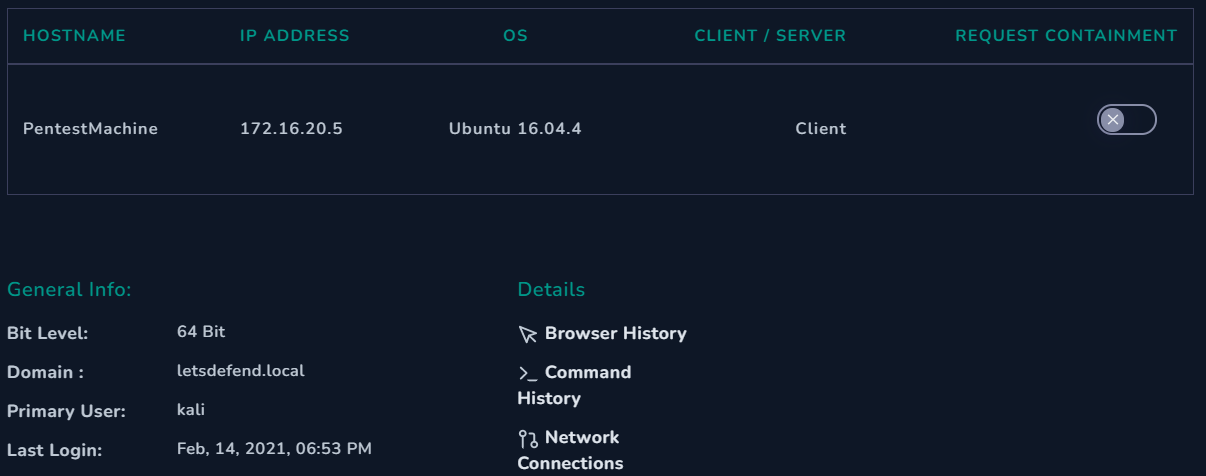 HOSTNAME IP ADDRESS OS CLIENT / SERVER REQUEST CONTAINMENT
PentestMachine 172.16.20.5 Ubuntu 16.04.4 Client
General Info:
Bit Level: 64 Bit
Domain : letsdefend.local
Primary User: kali
Last Login: Feb, 14, 2021, 06:53 PM
Details
Browser History
Command
History
Network
Connections